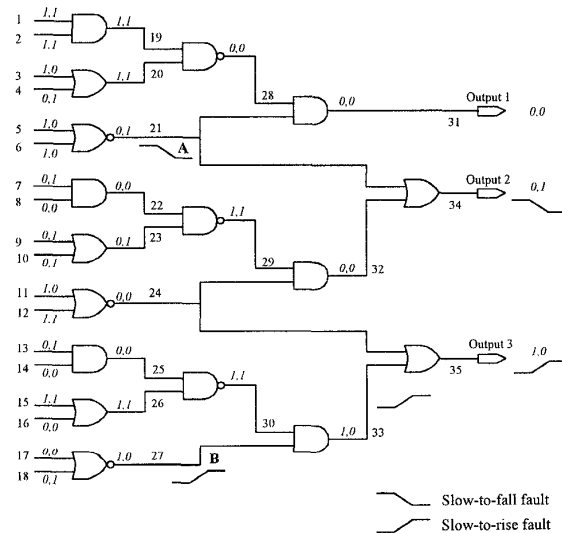 1 1,1 1,1 19
2 1,1
0,0
3 1,0 1,1 20
4 0,1
28 0,0 Output 1 0,0
31
5 1,0 0,1 21
6 1,0 A
7 0,1 0,0 22
8 0,0
1,1
Output 2 0,1
34
9 0,1 0,1 23
10 0,1
29 0,0 32
11 1,0 0,0 24
12 1,1
13 0,1 0,0 25
14 0,0
1,1
Output 3 1,0
35
15 1,1 1,1 26
16 0,0
30 1,0 33
17 0,0 1,0 27 B
18 0,1
Slow-to-fall fault
Slow-to-rise fault